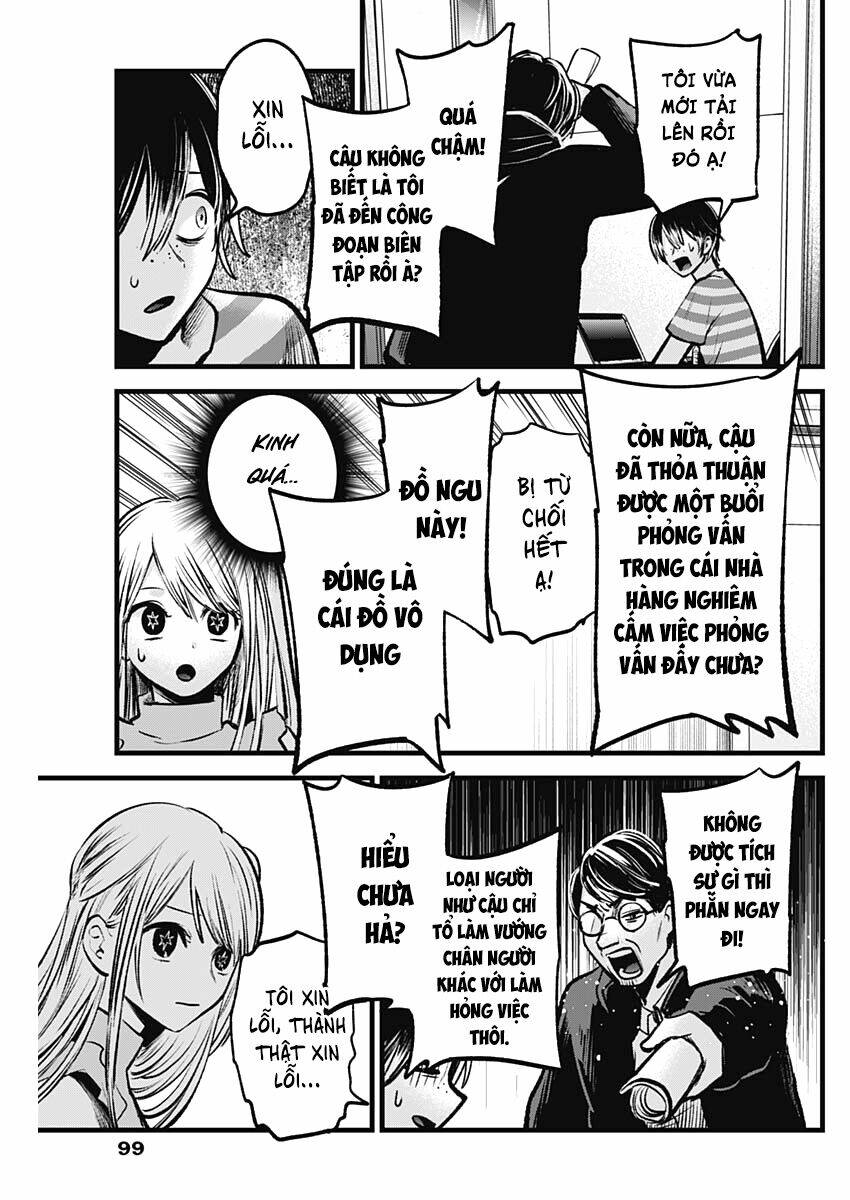 TÔI VỪA
MỚI TẢI
LÊN RỒI
ĐÓ Ạ!
QUÁ
CHẬM!
CẬU KHÔNG
BIẾT LÀ TÔI
ĐÃ ĐẾN CÔNG
ĐOẠN BIÊN
TẬP RỒI À?
XIN
LỖI...
CÒN NỮA, CẬU
ĐÃ THỎA THUẬN
ĐƯỢC MỘT BUỔI
PHỎNG VẤN
TRONG CÁI NHÀ
HÀNG NGHIÊM
CẤM VIỆC PHỎNG
VẤN ĐẤY CHƯA?
BỊ TỪ
CHỐI
HẾT
Ạ!
ĐỒ NGU
NÀY!
ĐÚNG LÀ
CÁI ĐỒ VÔ
DỤNG
KINH
QUÁ...
KHÔNG
ĐƯỢC TÍCH
SỰ GÌ THÌ
PHẮN NGAY
ĐI!
LOẠI NGƯỜI
NHƯ CẬU CHỈ
TỔ LÀM VƯỚNG
CHÂN NGƯỜI
KHÁC VỚI LÀM
HỎNG VIỆC
THÔI.
HIỂU
CHƯA
HẢ?
TÔI XIN
LỖI, THÀNH
THẬT XIN
LỖI...
99